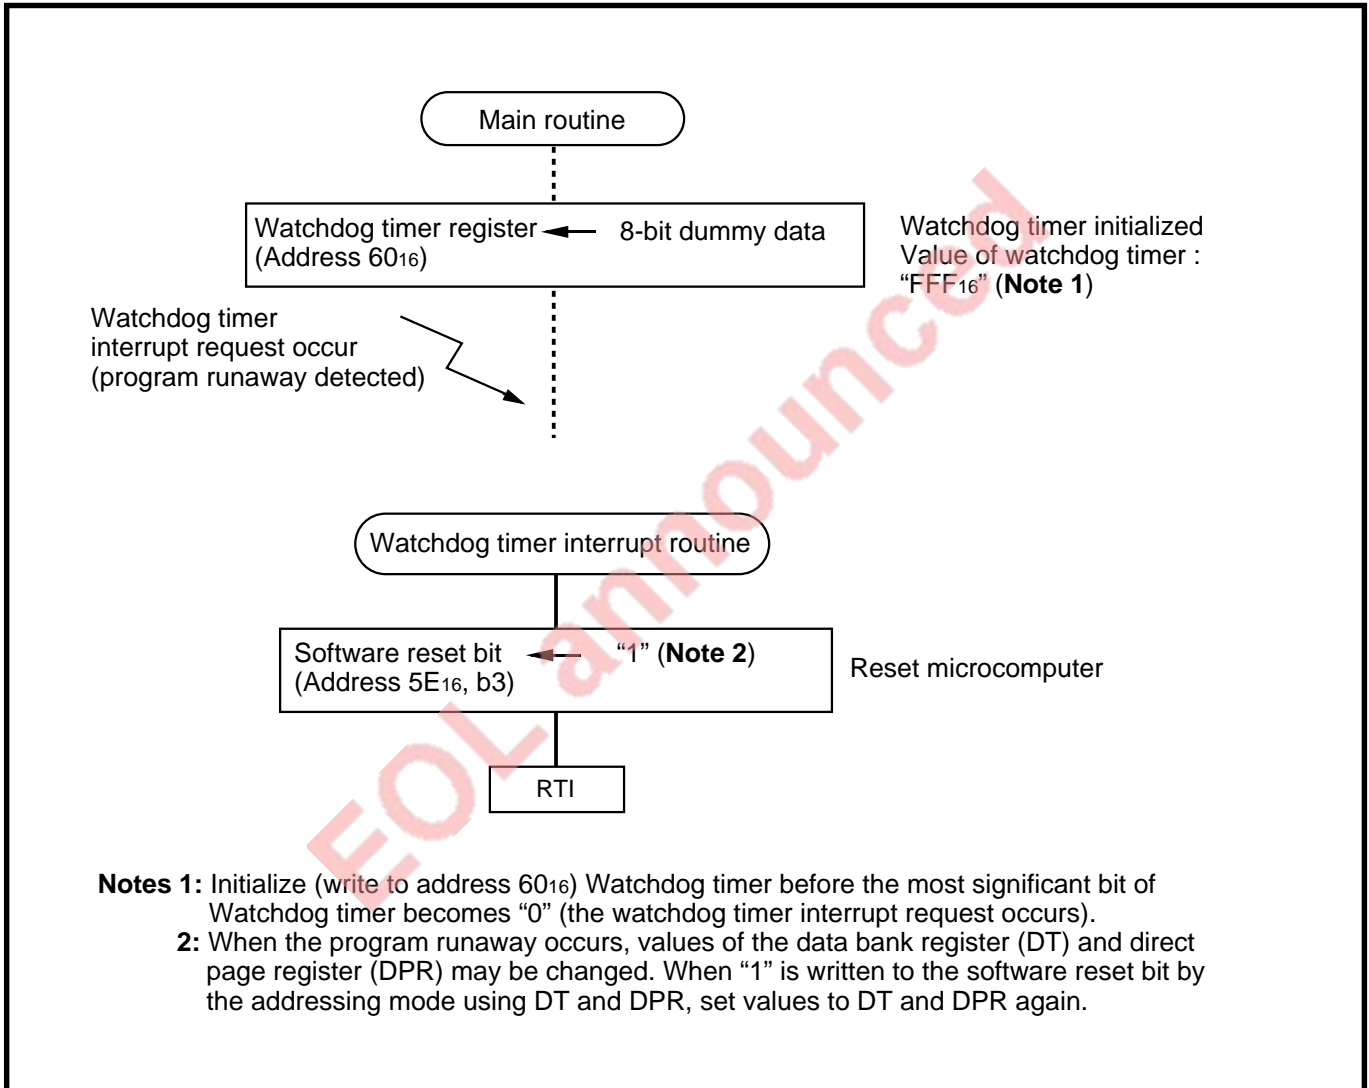 Main routine
Watchdog timer register ← 8-bit dummy data
(Address 60₁₆)
Watchdog timer initialized
Value of watchdog timer :
“FFF₁₆” (Note 1)
Watchdog timer
interrupt request occur
(program runaway detected)
Watchdog timer interrupt routine
Software reset bit ← “1” (Note 2)
(Address 5E₁₆, b3)
Reset microcomputer
RTI
Notes 1: Initialize (write to address 60₁₆) Watchdog timer before the most significant bit of
Watchdog timer becomes “0” (the watchdog timer interrupt request occurs).
2: When the program runaway occurs, values of the data bank register (DT) and direct
page register (DPR) may be changed. When “1” is written to the software reset bit by
the addressing mode using DT and DPR, set values to DT and DPR again.
EOL announced